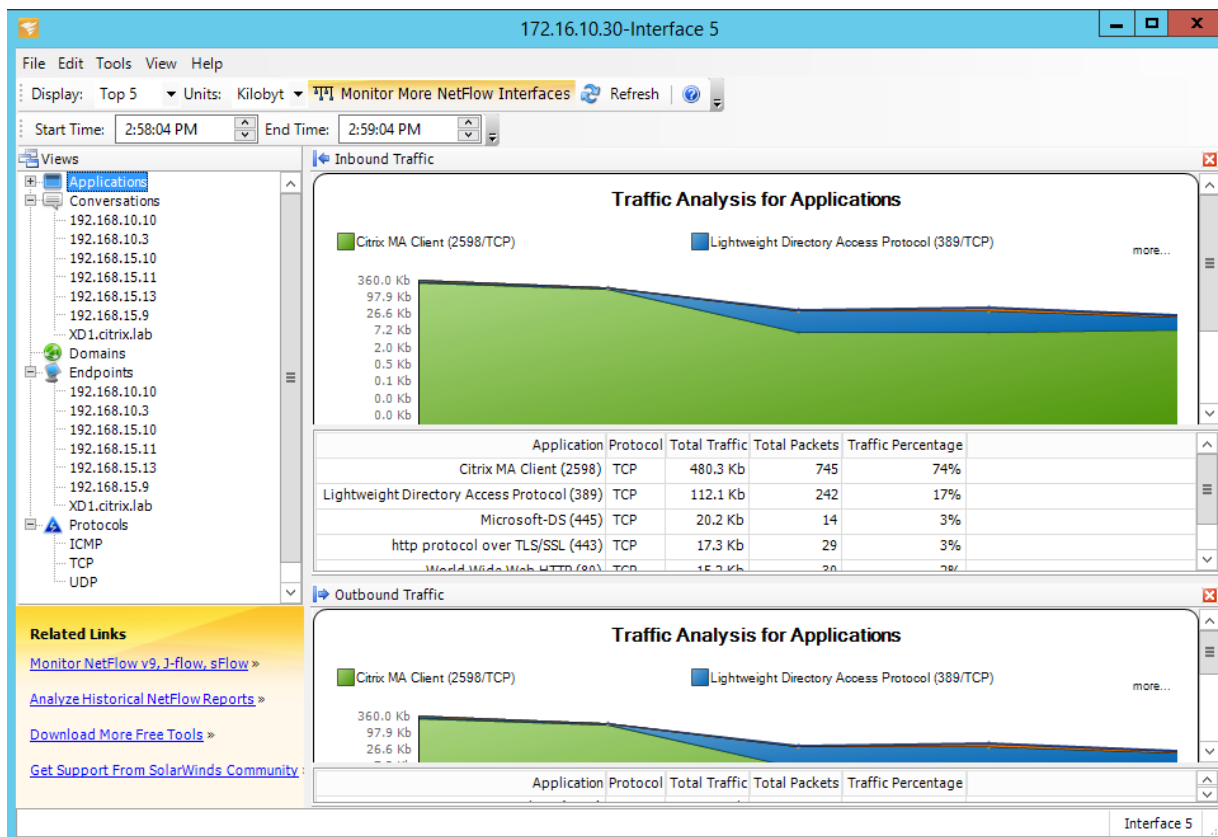 172.16.10.30-Interface 5
File Edit Tools View Help
Display: Top 5 Units: Kilobyt Monitor More NetFlow Interfaces Refresh
Start Time: 2:58:04 PM End Time: 2:59:04 PM
Views
Applications
Conversations
192.168.10.10
192.168.10.3
192.168.15.10
192.168.15.11
192.168.15.13
192.168.15.9
XD1.citrix.lab
Domains
Endpoints
192.168.10.10
192.168.10.3
192.168.15.10
192.168.15.11
192.168.15.13
192.168.15.9
XD1.citrix.lab
Protocols
ICMP
TCP
UDP
Related Links
Monitor NetFlow v9, J-flow, sFlow »
Analyze Historical NetFlow Reports »
Download More Free Tools »
Get Support From SolarWinds Community
Inbound Traffic
Traffic Analysis for Applications
Citrix MA Client (2598/TCP) Lightweight Directory Access Protocol (389/TCP) more...
360.0 Kb
97.9 Kb
26.6 Kb
7.2 Kb
2.0 Kb
0.5 Kb
0.1 Kb
0.0 Kb
0.0 Kb
Application Protocol Total Traffic Total Packets Traffic Percentage
Citrix MA Client (2598) TCP 480.3 Kb 745 74%
Lightweight Directory Access Protocol (389) TCP 112.1 Kb 242 17%
Microsoft-DS (445) TCP 20.2 Kb 14 3%
http protocol over TLS/SSL (443) TCP 17.3 Kb 29 3%
World Wide Web HTTP (80) TCP 15.2 Kb 30 2%
Outbound Traffic
Traffic Analysis for Applications
Citrix MA Client (2598/TCP) Lightweight Directory Access Protocol (389/TCP) more...
360.0 Kb
97.9 Kb
26.6 Kb
Application Protocol Total Traffic Total Packets Traffic Percentage
Interface 5